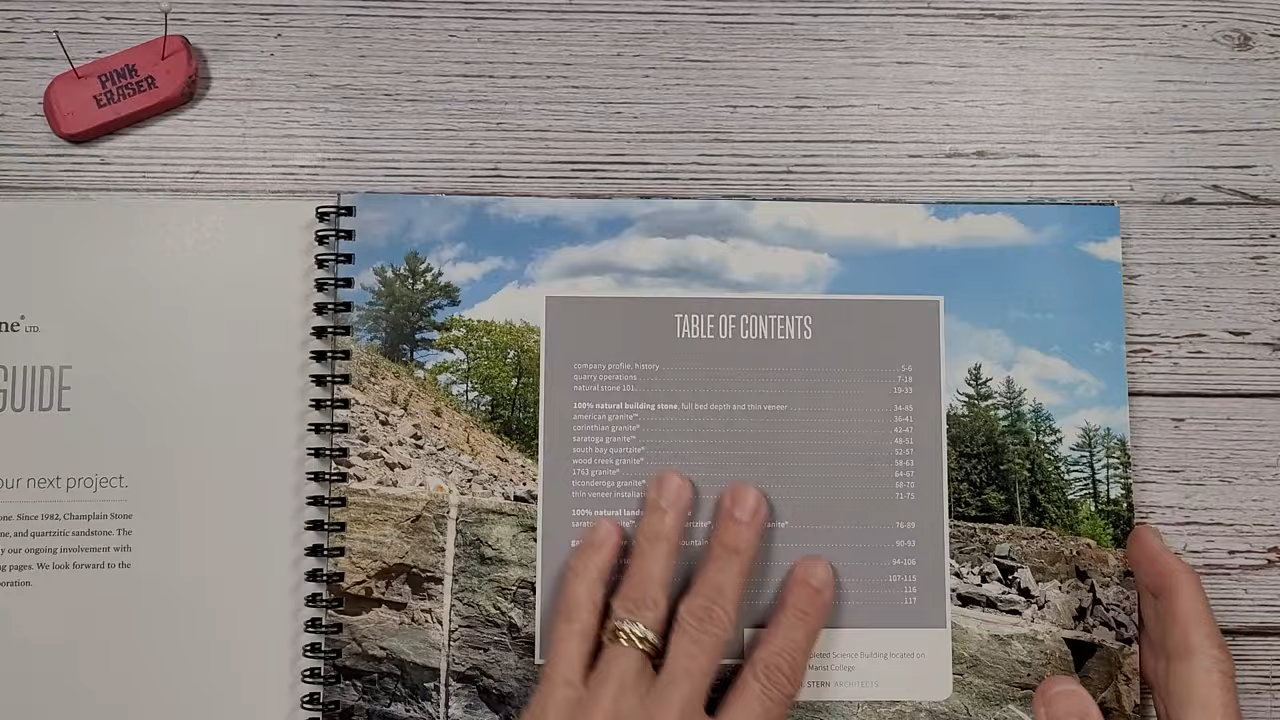 PINK
ERASER
ne® LTD.
GUIDE
our next project.
one. Since 1982, Champlain Stone
ne, and quartzitic sandstone. The
y our ongoing involvement with
ng pages. We look forward to the
poration.
TABLE OF CONTENTS
company profile, history 5-6
quarry operations 7-18
natural stone 101 19-33
100% natural building stone, full bed depth and thin veneer 34-85
american granite™ 36-41
corinthian granite® 42-47
saratoga granite™ 48-51
south bay quartzite® 52-57
wood creek granite® 58-63
1763 granite® 64-67
ticonderoga granite® 68-70
thin veneer installat 71-75
100% natural lands
76-89
90-93
94-106
107-115
116
117
pleted Science Building located on
Marist College
STERN ARCHITECTS